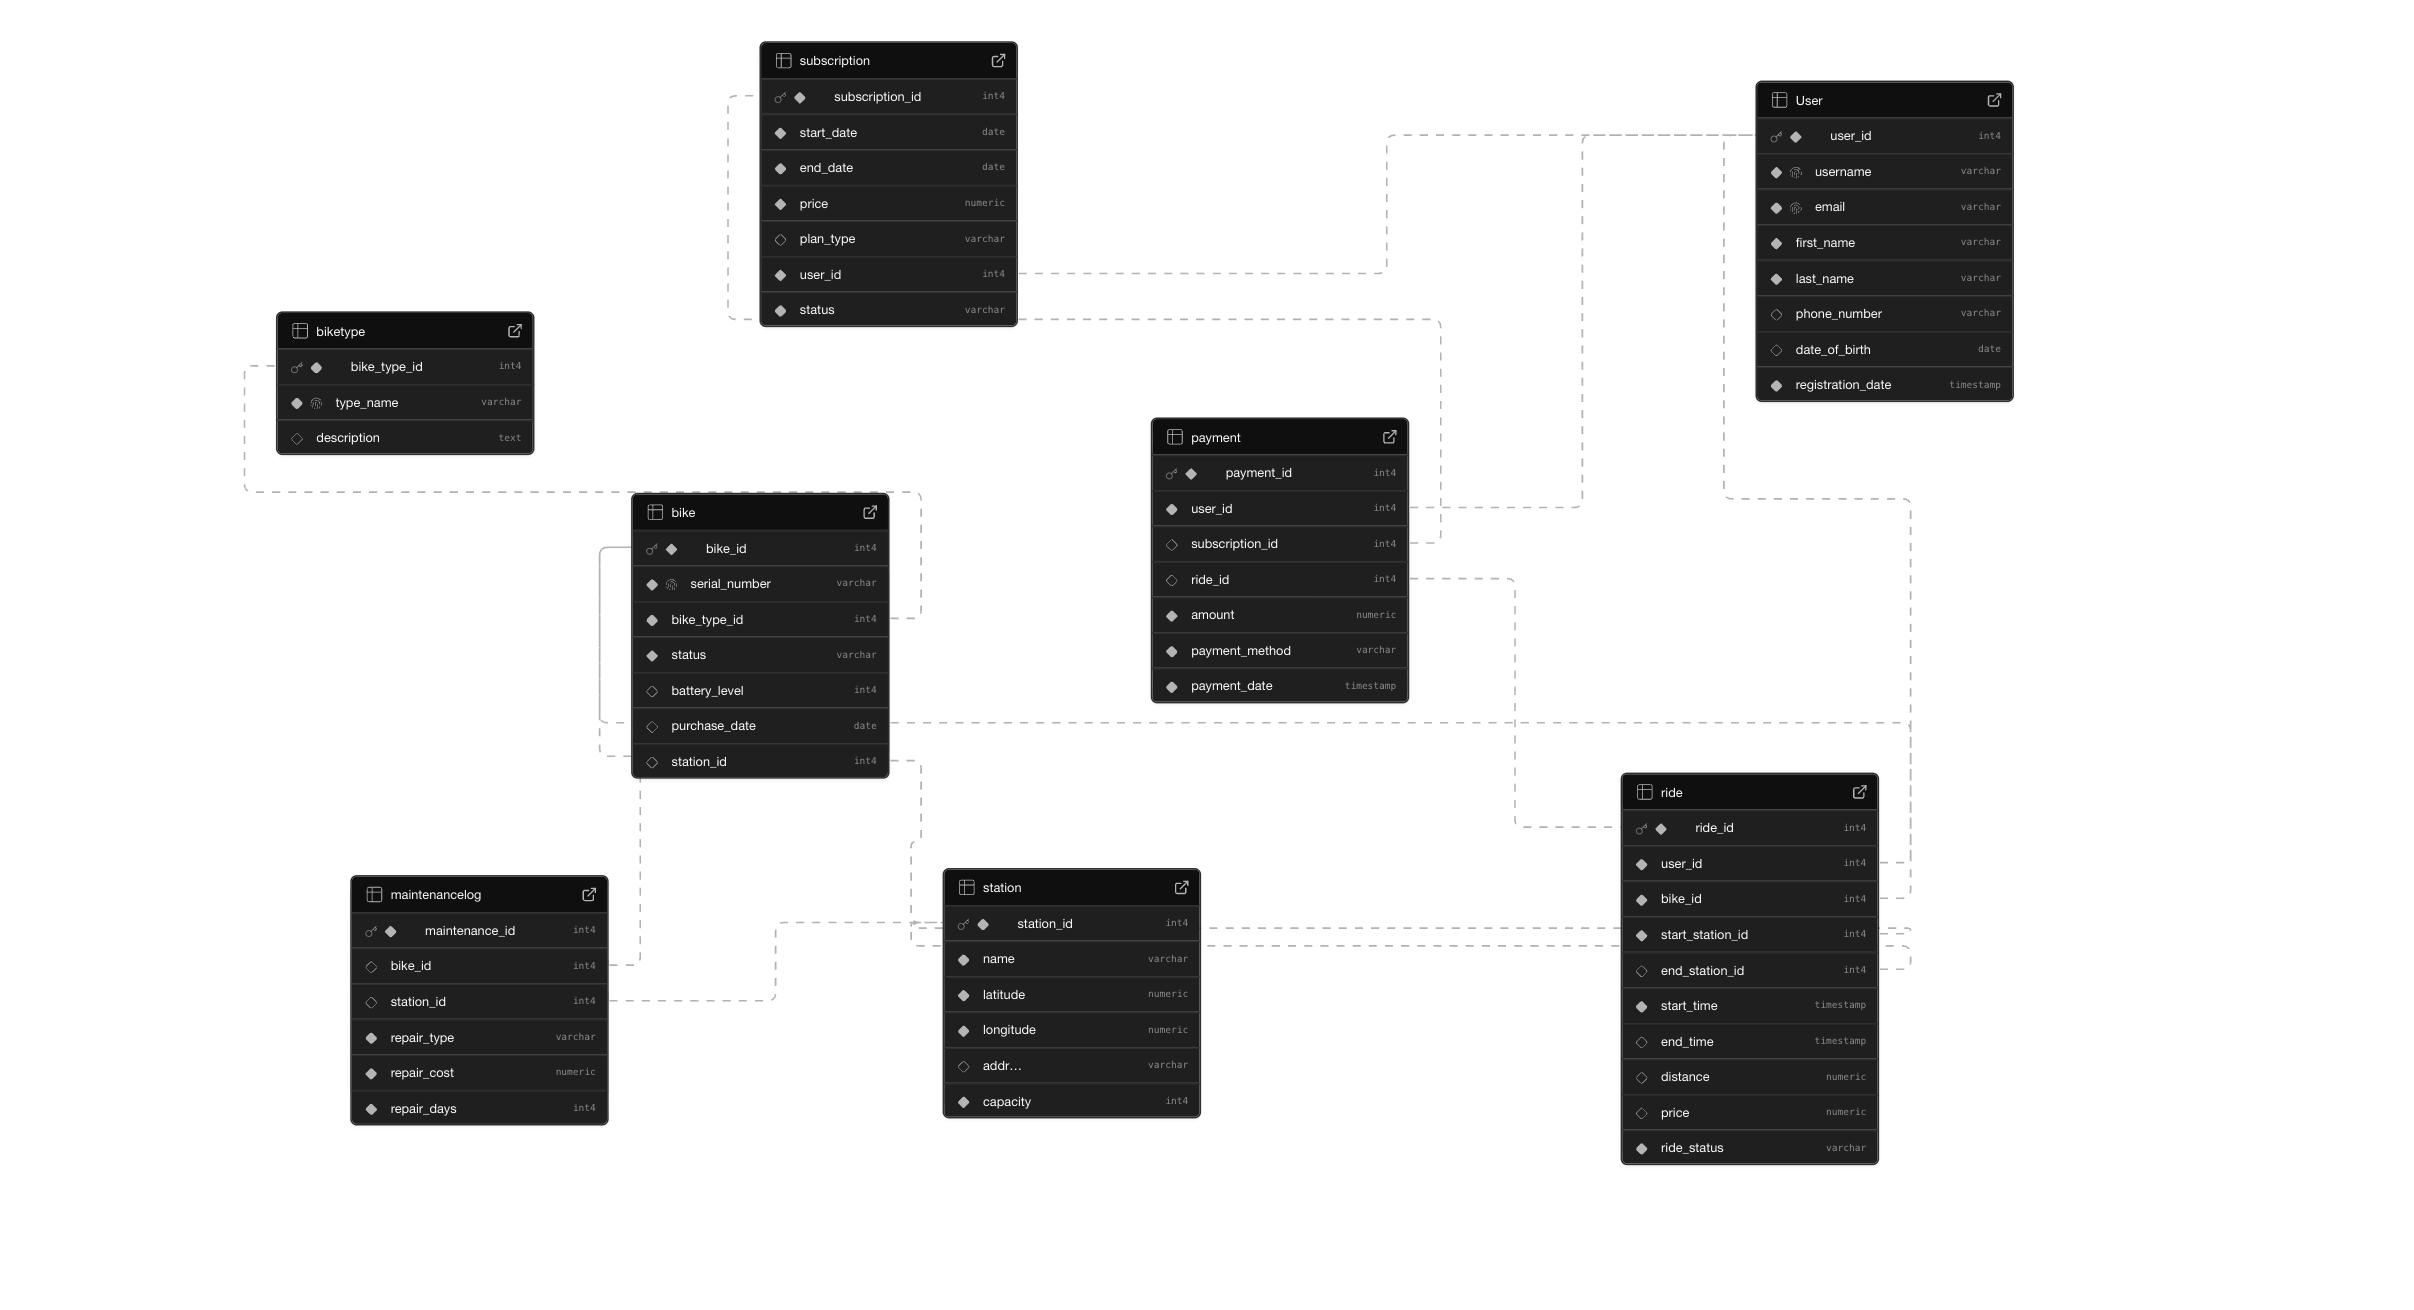 subscription
subscription_id int4
start_date date
end_date date
price numeric
plan_type varchar
user_id int4
status varchar
User
user_id int4
username varchar
email varchar
first_name varchar
last_name varchar
phone_number varchar
date_of_birth date
registration_date timestamp
biketype
bike_type_id int4
type_name varchar
description text
payment
payment_id int4
user_id int4
subscription_id int4
ride_id int4
amount numeric
payment_method varchar
payment_date timestamp
bike
bike_id int4
serial_number varchar
bike_type_id int4
status varchar
battery_level int4
purchase_date date
station_id int4
ride
ride_id int4
user_id int4
bike_id int4
start_station_id int4
end_station_id int4
start_time timestamp
end_time timestamp
distance numeric
price numeric
ride_status varchar
maintenancelog
maintenance_id int4
bike_id int4
station_id int4
repair_type varchar
repair_cost numeric
repair_days int4
station
station_id int4
name varchar
latitude numeric
longitude numeric
addr... varchar
capacity int4